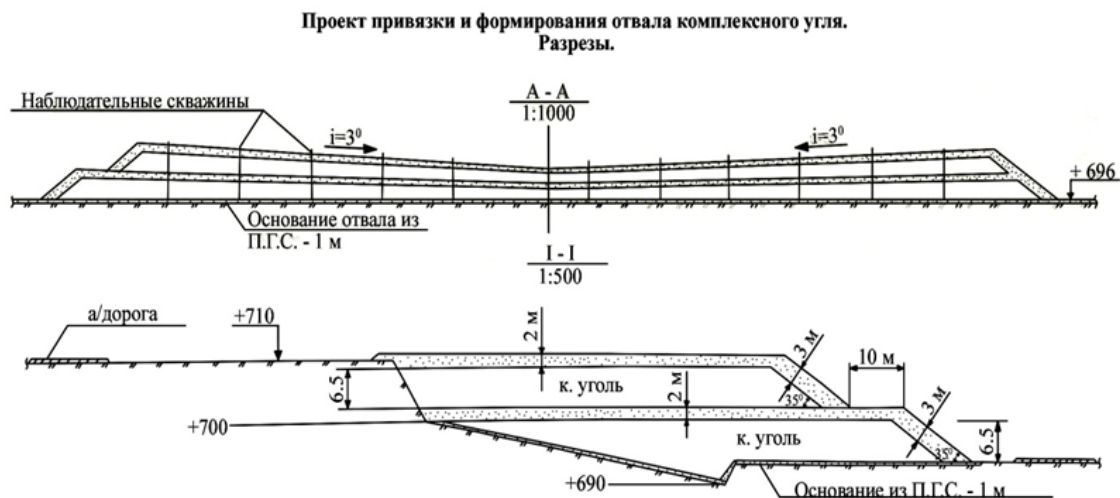 Проект привязки и формирования отвала комплексного угля.
Разрезы.
Наблюдательные скважины
А - А
1:1000
i=3⁰
i=3⁰
+ 696
Основание отвала из
П.Г.С. - 1 м
I - I
1:500
а/дорога
+710
2 м
3 м
10 м
6.5
к. уголь
35⁰
2 м
3 м
+700
к. уголь
6.5
35⁰
+690
Основание из П.Г.С. - 1 м